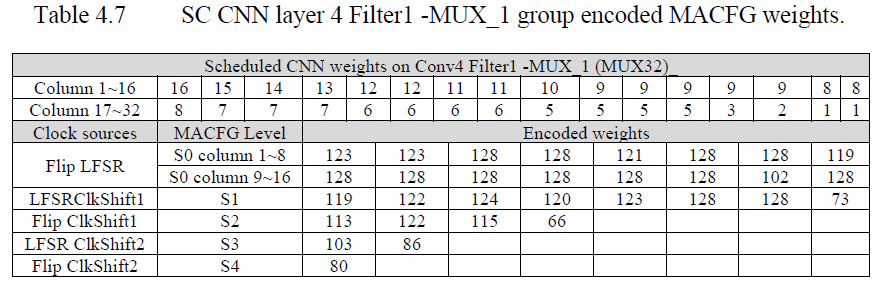 Table 4.7 SC CNN layer 4 Filter1 -MUX_1 group encoded MACFG weights.
Scheduled CNN weights on Conv4 Filter1 -MUX_1 (MUX32)_
Column 1~16 16 15 14 13 12 12 11 11 10 9 9 9 9 9 8 8
Column 17~32 8 7 7 7 6 6 6 6 5 5 5 5 3 2 1 1
Clock sources MACFG Level Encoded weights
Flip LFSR S0 column 1~8 123 123 128 128 121 128 128 119
S0 column 9~16 128 128 128 128 128 128 102 128
LFSRClkShift1 S1 119 122 124 120 123 128 128 73
Flip ClkShift1 S2 113 122 115 66
LFSR ClkShift2 S3 103 86
Flip ClkShift2 S4 80